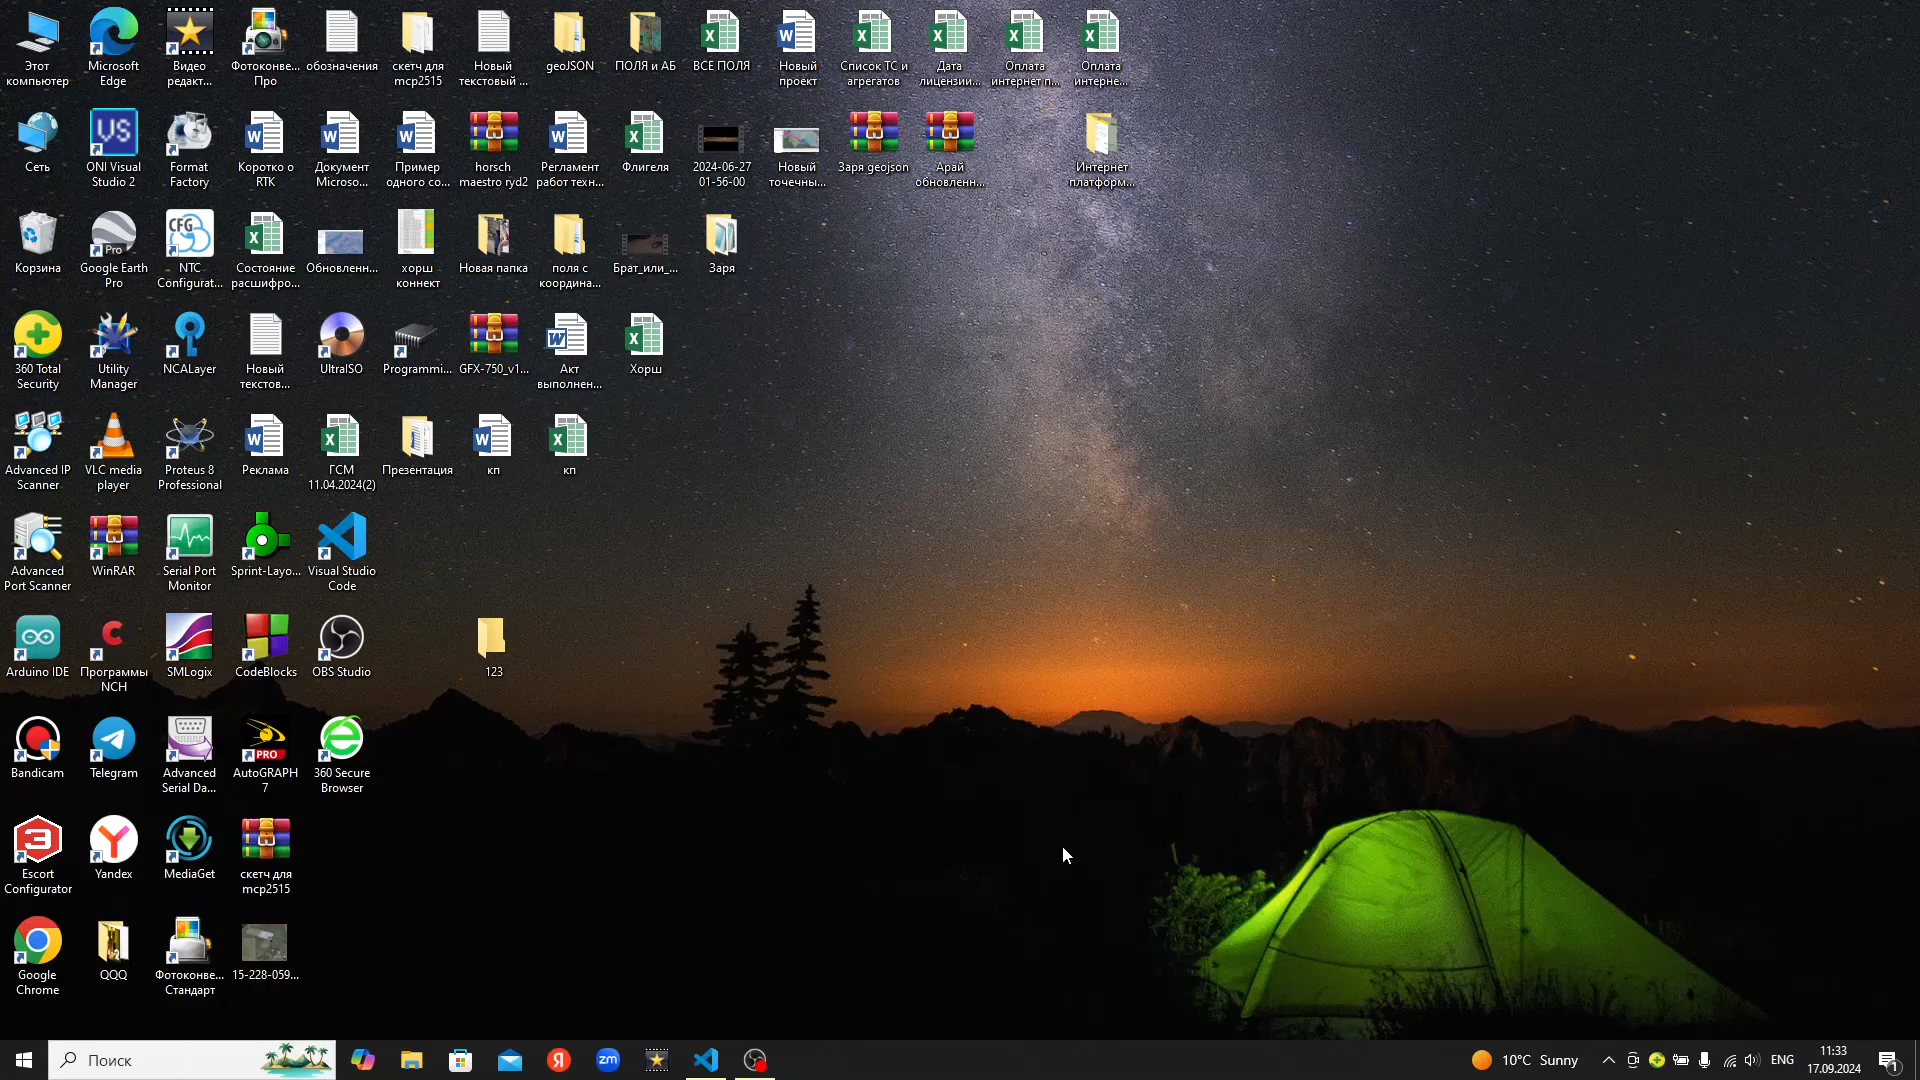 Этот
компьютер
Microsoft
Edge
Видео
редакт...
Фотоконве...
Про
обозначения
скетч для
mcp2515
Новый
текстовый ...
geoJSON
ПОЛЯ и АБ
ВСЕ ПОЛЯ
Новый
проект
Список ТС и
агрегатов
Дата
лицензии...
Оплата
интернет п...
Оплата
интерне...
Сеть
ONI Visual
Studio 2
Format
Factory
Коротко о
RTK
Документ
Microso...
Пример
одного со...
horsch
maestro ryd2
Регламент
работ техн...
Флигеля
2024-06-27
01-56-00
Новый
точечны...
Заря geojson
Арай
обновленн...
Интернет
платформ...
Корзина
Google Earth
Pro
NTC
Configurat...
Состояние
расшифро...
Обновленн...
хорш
коннект
Новая папка
поля с
координа...
Брат_или_...
Заря
360 Total
Security
Utility
Manager
NCALayer
Новый
текстов...
UltraISO
Programmi...
GFX-750_v1...
Акт
выполнен...
Хорш
Advanced IP
Scanner
VLC media
player
Proteus 8
Professional
Реклама
ГСМ
11.04.2024(2)
Презентация
кп
кп
Advanced
Port Scanner
WinRAR
Serial Port
Monitor
Sprint-Layo...
Visual Studio
Code
Arduino IDE
Программы
NCH
SMLogix
CodeBlocks
OBS Studio
123
Bandicam
Telegram
Advanced
Serial Da...
AutoGRAPH
7
360 Secure
Browser
Escort
Configurator
Yandex
MediaGet
скетч для
mcp2515
Google
Chrome
QQQ
Фотоконве...
Стандарт
15-228-059...
Поиск
10°C Sunny
ENG
11:33
17.09.2024